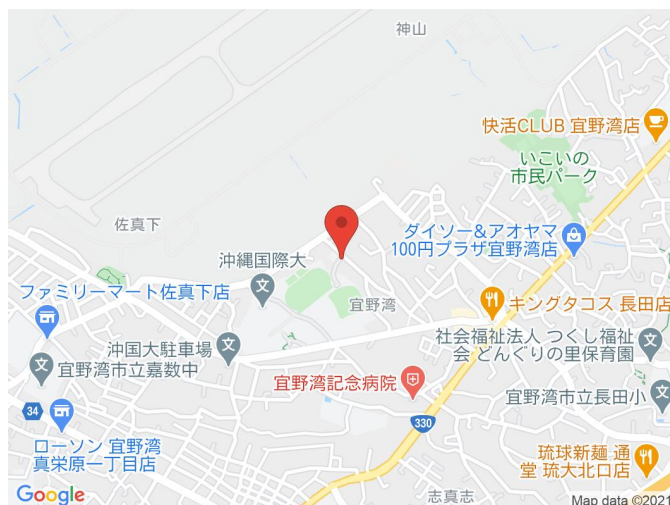 神山
快活CLUB 宜野湾店
いこいの
市民パーク
佐真下
ダイソー&アオヤマ
100円プラザ宜野湾店
沖縄国際大
ファミリーマート佐真下店
宜野湾
キングタコス 長田店
沖国大駐車場
社会福祉法人 つくし福祉
会 どんぐりの里保育園
宜野湾市立嘉数中
宜野湾記念病院
宜野湾市立長田小
34
330
ローソン 宜野湾
真栄原一丁目店
琉球新麺 通
堂 琉大北口店
志真志
Google
Map data ©2021